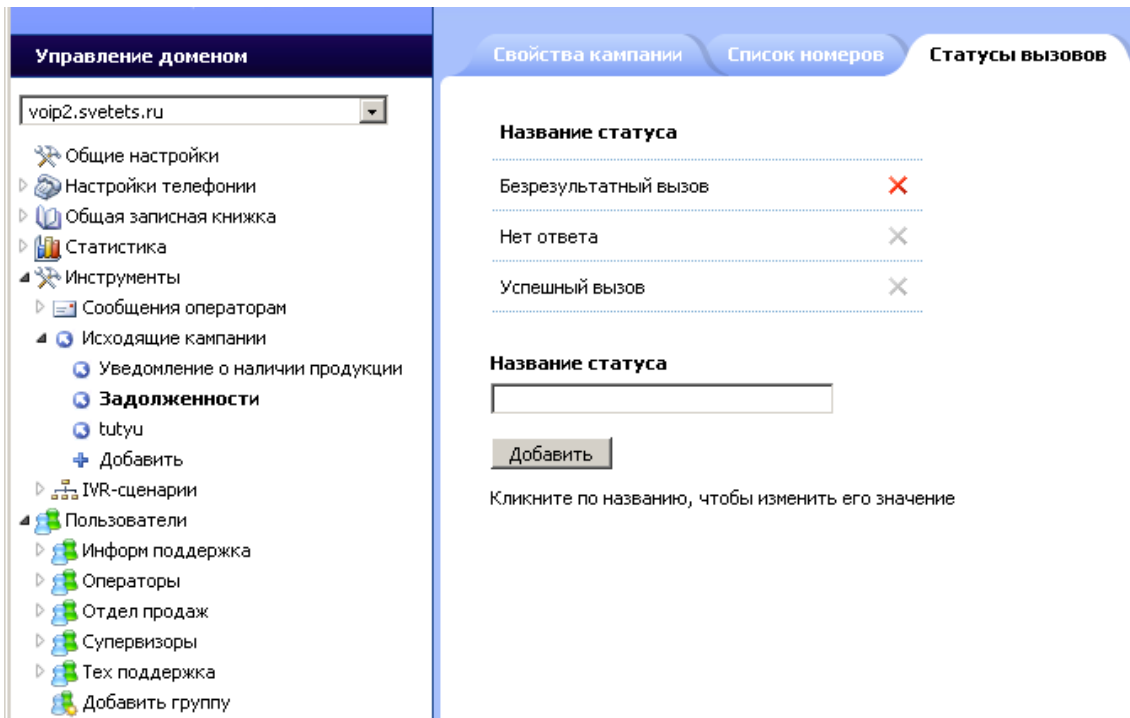 Управление доменом
voip2.svetets.ru
Общие настройки
Настройки телефонии
Общая записная книжка
Статистика
Инструменты
Сообщения операторам
Исходящие кампании
Уведомление о наличии продукции
Задолженности
tutyu
Добавить
IVR-сценарии
Пользователи
Информ поддержка
Операторы
Отдел продаж
Супервизоры
Тех поддержка
Добавить группу
Свойства кампании Список номеров Статусы вызовов
Название статуса
Безрезультатный вызов
Нет ответа
Успешный вызов
Название статуса
Добавить
Кликните по названию, чтобы изменить его значение